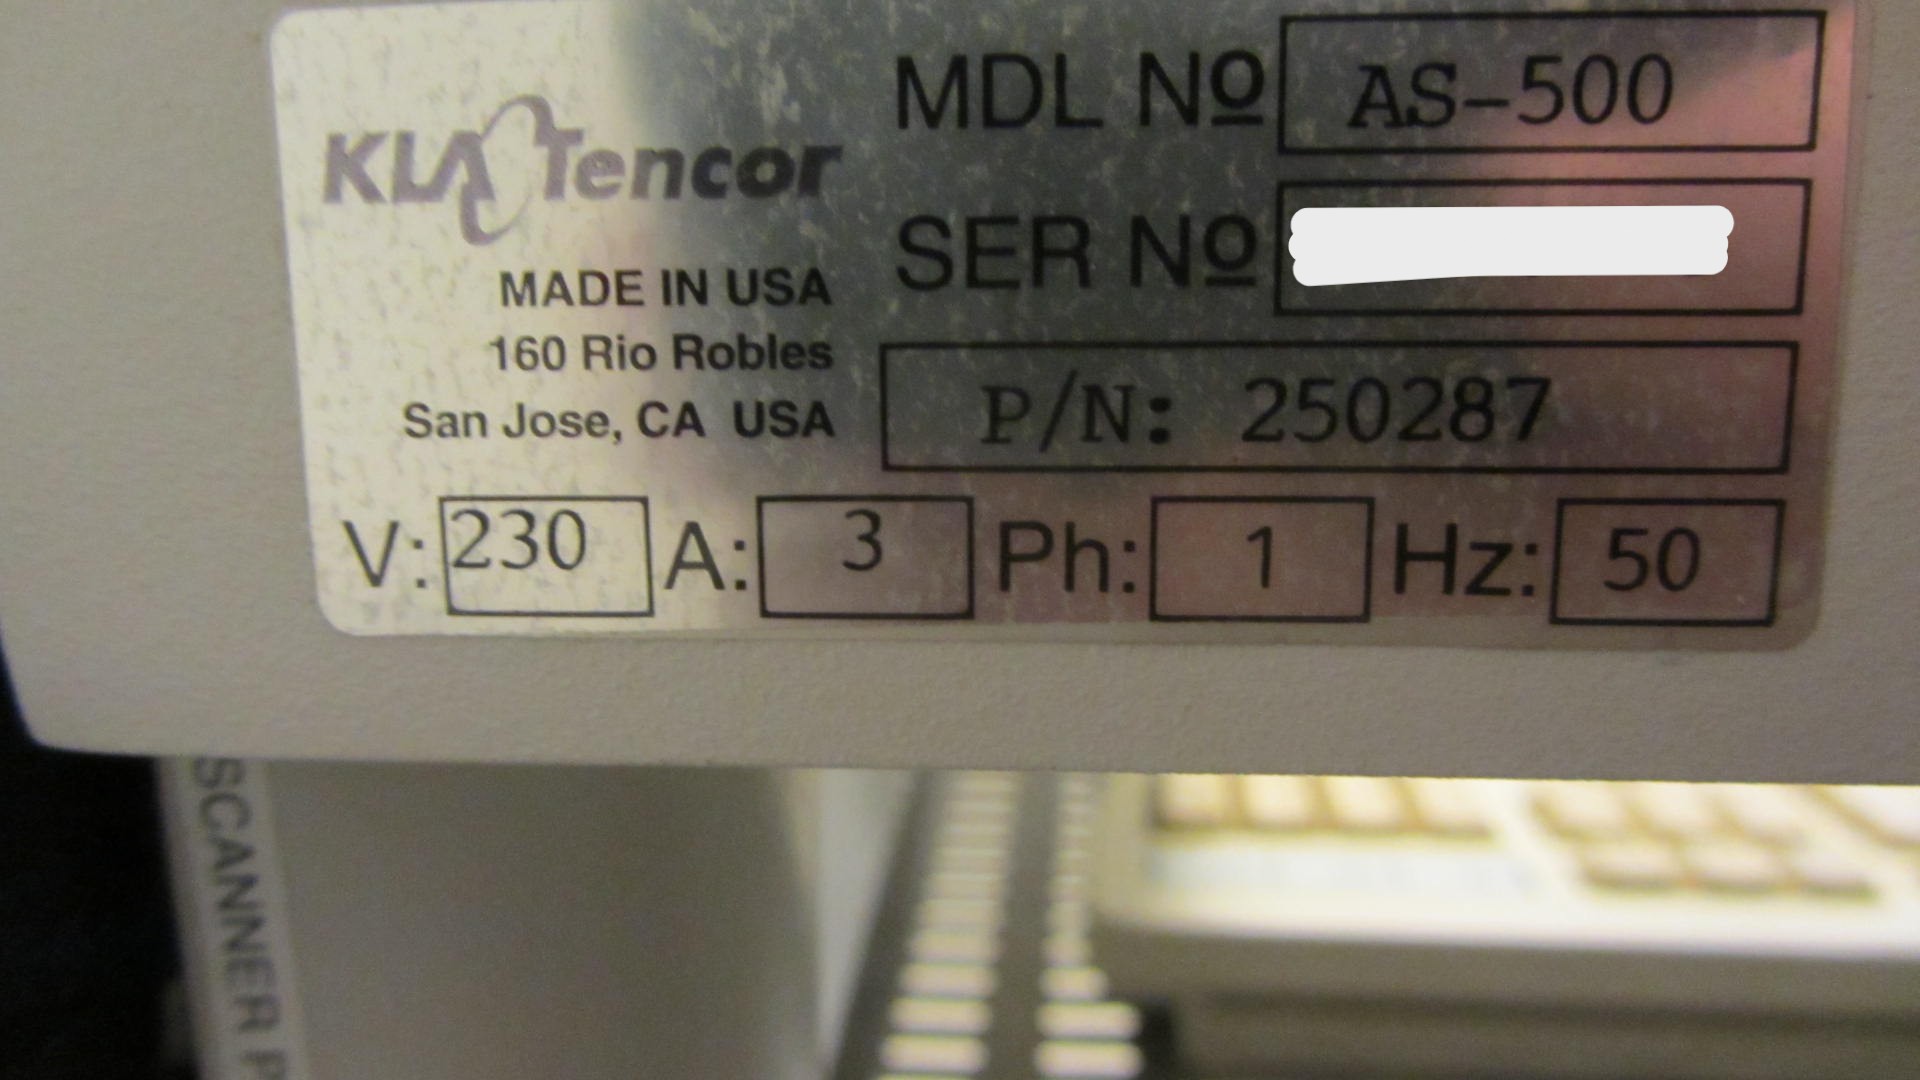 KLA Tencor
MADE IN USA
160 Rio Robles
San Jose, CA USA
MDL Nº AS-500
SER Nº
P/N: 250287
V: 230 A: 3 Ph: 1 Hz: 50
SCANNER P